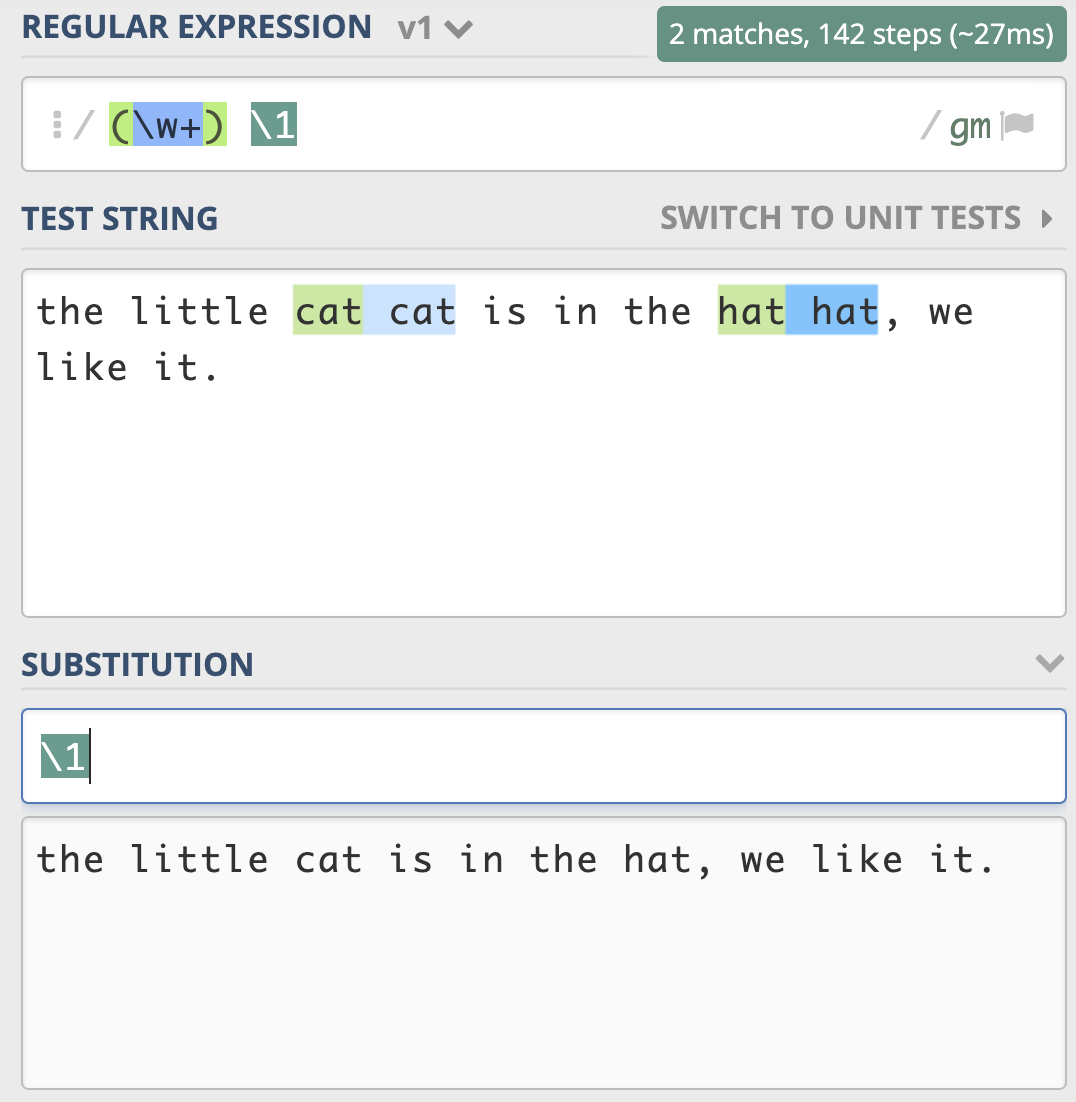 REGULAR EXPRESSION v1 2 matches, 142 steps (~27ms)
/ (\w+) \1 / gm
TEST STRING SWITCH TO UNIT TESTS
the little cat cat is in the hat hat, we
like it.
SUBSTITUTION
\1
the little cat is in the hat, we like it.